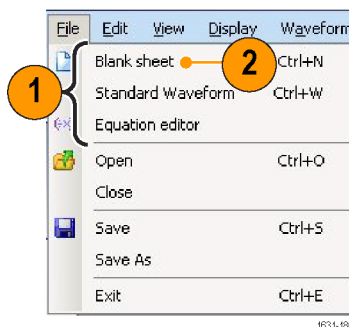 File Edit View Display Waveform
Blank sheet Ctrl+N
Standard Waveform Ctrl+W
Equation editor
Open Ctrl+O
Close
Save Ctrl+S
Save As
Exit Ctrl+E
1
2